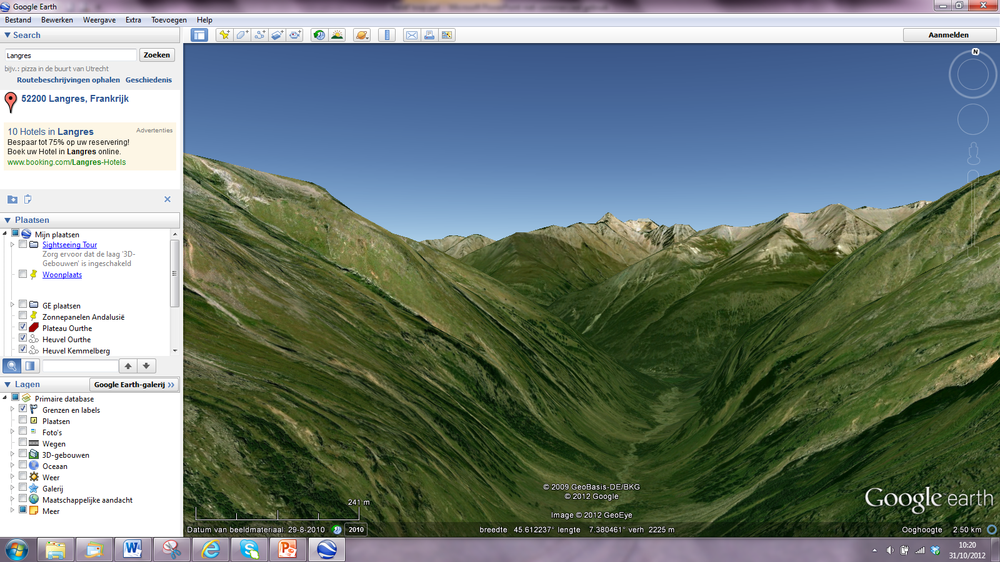 Google Earth
Bestand Bewerken Weergave Extra Toevoegen Help
Search
Langres
Zoeken
bijv.: pizza in de buurt van Utrecht
Routebeschrijvingen ophalen Geschiedenis
52200 Langres, Frankrijk
10 Hotels in Langres
Advertenties
Bespaar tot 75% op uw reservering!
Boek uw Hotel in Langres online.
www.booking.com/Langres-Hotels
Plaatsen
Mijn plaatsen
Sightseeing Tour
Zorg ervoor dat de laag '3D-
Gebouwen' is ingeschakeld
Woonplaats
GE plaatsen
Zonnepanelen Andalusië
Plateau Ourthe
Heuvel Ourthe
Heuvel Kemmelberg
Lagen
Google Earth-galerij »
Primaire database
Grenzen en labels
Plaatsen
Foto's
Wegen
3D-gebouwen
Oceaan
Weer
Galerij
Maatschappelijke aandacht
Meer
Aanmelden
N
© 2009 GeoBasis-DE/BKG
© 2012 Google
Image © 2012 GeoEye
Google earth
241 m
Datum van beeldmateriaal: 29-8-2010
2010
breedte 45.612237° lengte 7.380461° verh 2225 m
Ooghoogte 2.50 km
10:20
31/10/2012